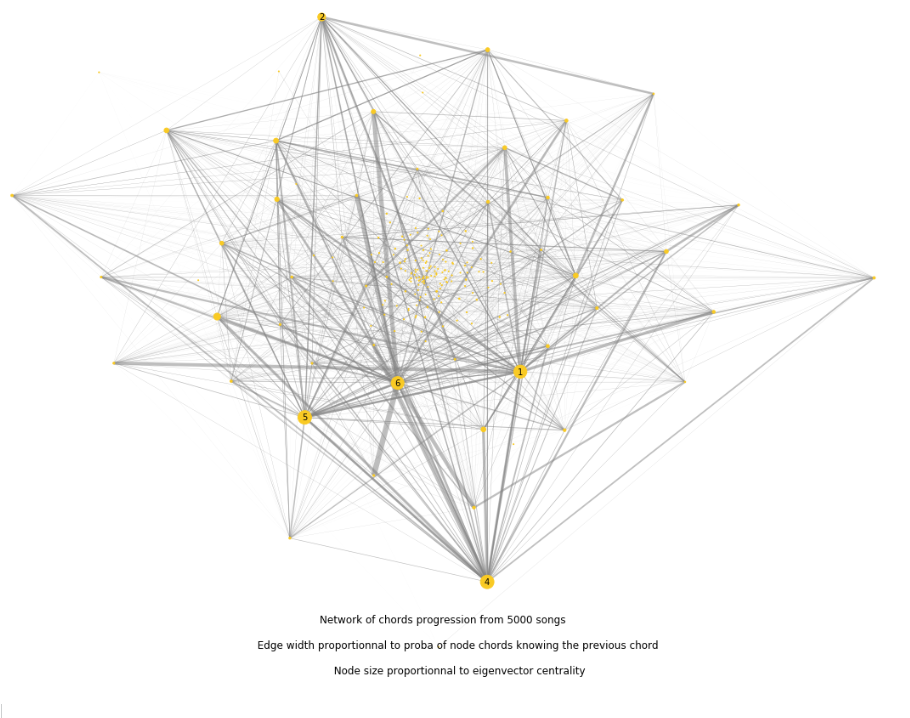 2
1
6
5
4
Network of chords progression from 5000 songs
Edge width proportionnal to proba of node chords knowing the previous chord
Node size proportionnal to eigenvector centrality